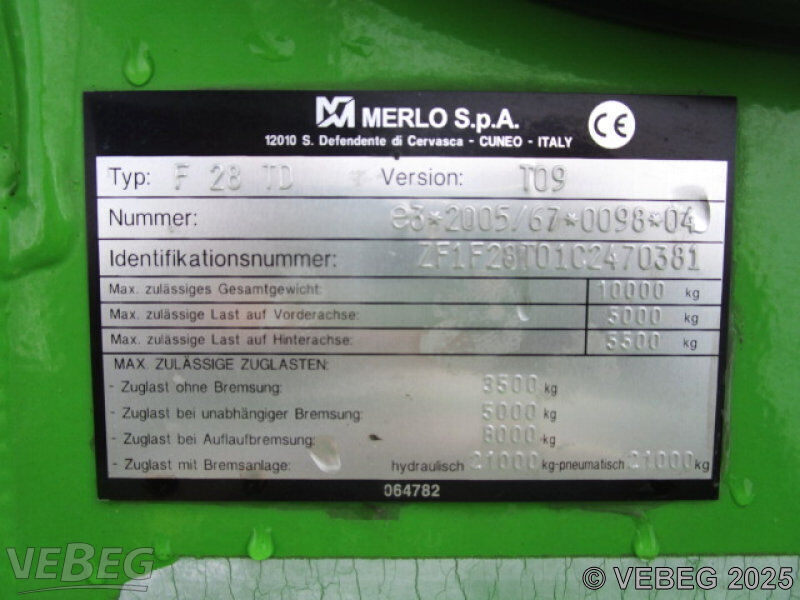 MERLO S.p.A.
12010 S. Defendente di Cervasca - CUNEO - ITALY
CE
Typ: F 28 TD Version: T09
Nummer: e3*2005/67*0098*04
Identifikationsnummer: ZF1F28T01C2470381
Max. zulässiges Gesamtgewicht: 10000 kg
Max. zulässige Last auf Vorderachse: 5000 kg
Max. zulässige Last auf Hinterachse: 5500 kg
MAX. ZULÄSSIGE ZUGLASTEN:
- Zuglast ohne Bremsung: 3500 kg
- Zuglast bei unabhängiger Bremsung: 5000 kg
- Zuglast bei Auflaufbremsung: 8000 kg
- Zuglast mit Bremsanlage: hydraulisch 21000 kg-pneumatisch 21000 kg
064782
VEBEG
© VEBEG 2025